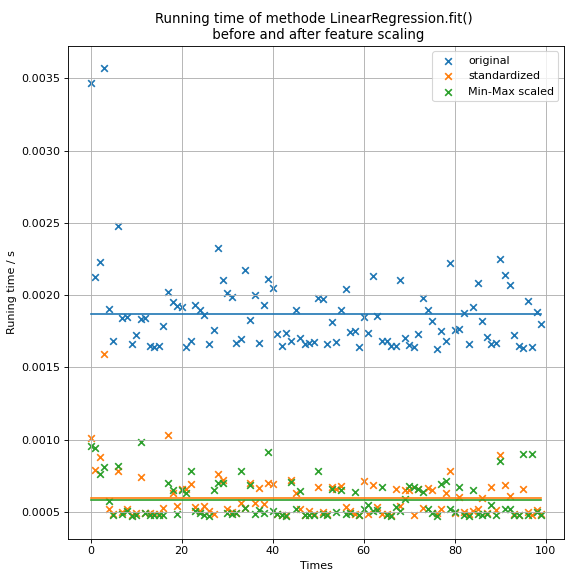 Running time of methode LinearRegression.fit()
before and after feature scaling
original
standardized
Min-Max scaled
0.0035
0.0030
0.0025
0.0020
0.0015
0.0010
0.0005
Runing time / s
0
20
40
60
80
100
Times